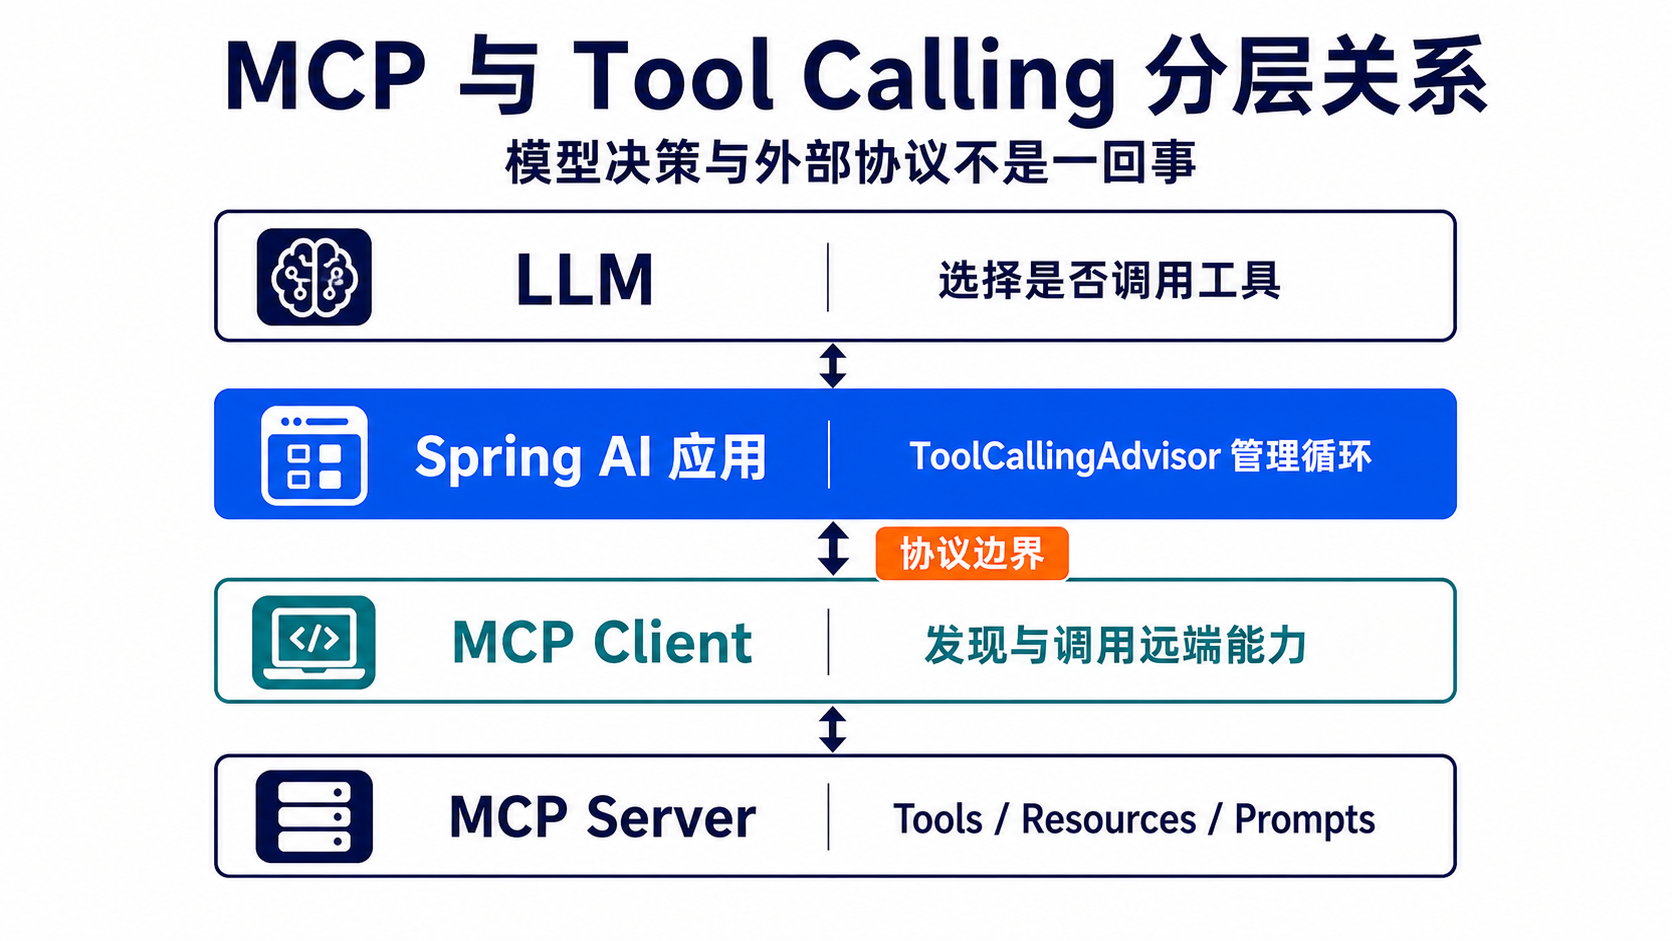 MCP 与 Tool Calling 分层关系
模型决策与外部协议不是一回事
LLM
选择是否调用工具
Spring AI 应用
ToolCallingAdvisor 管理循环
协议边界
MCP Client
发现与调用远端能力
MCP Server
Tools / Resources / Prompts